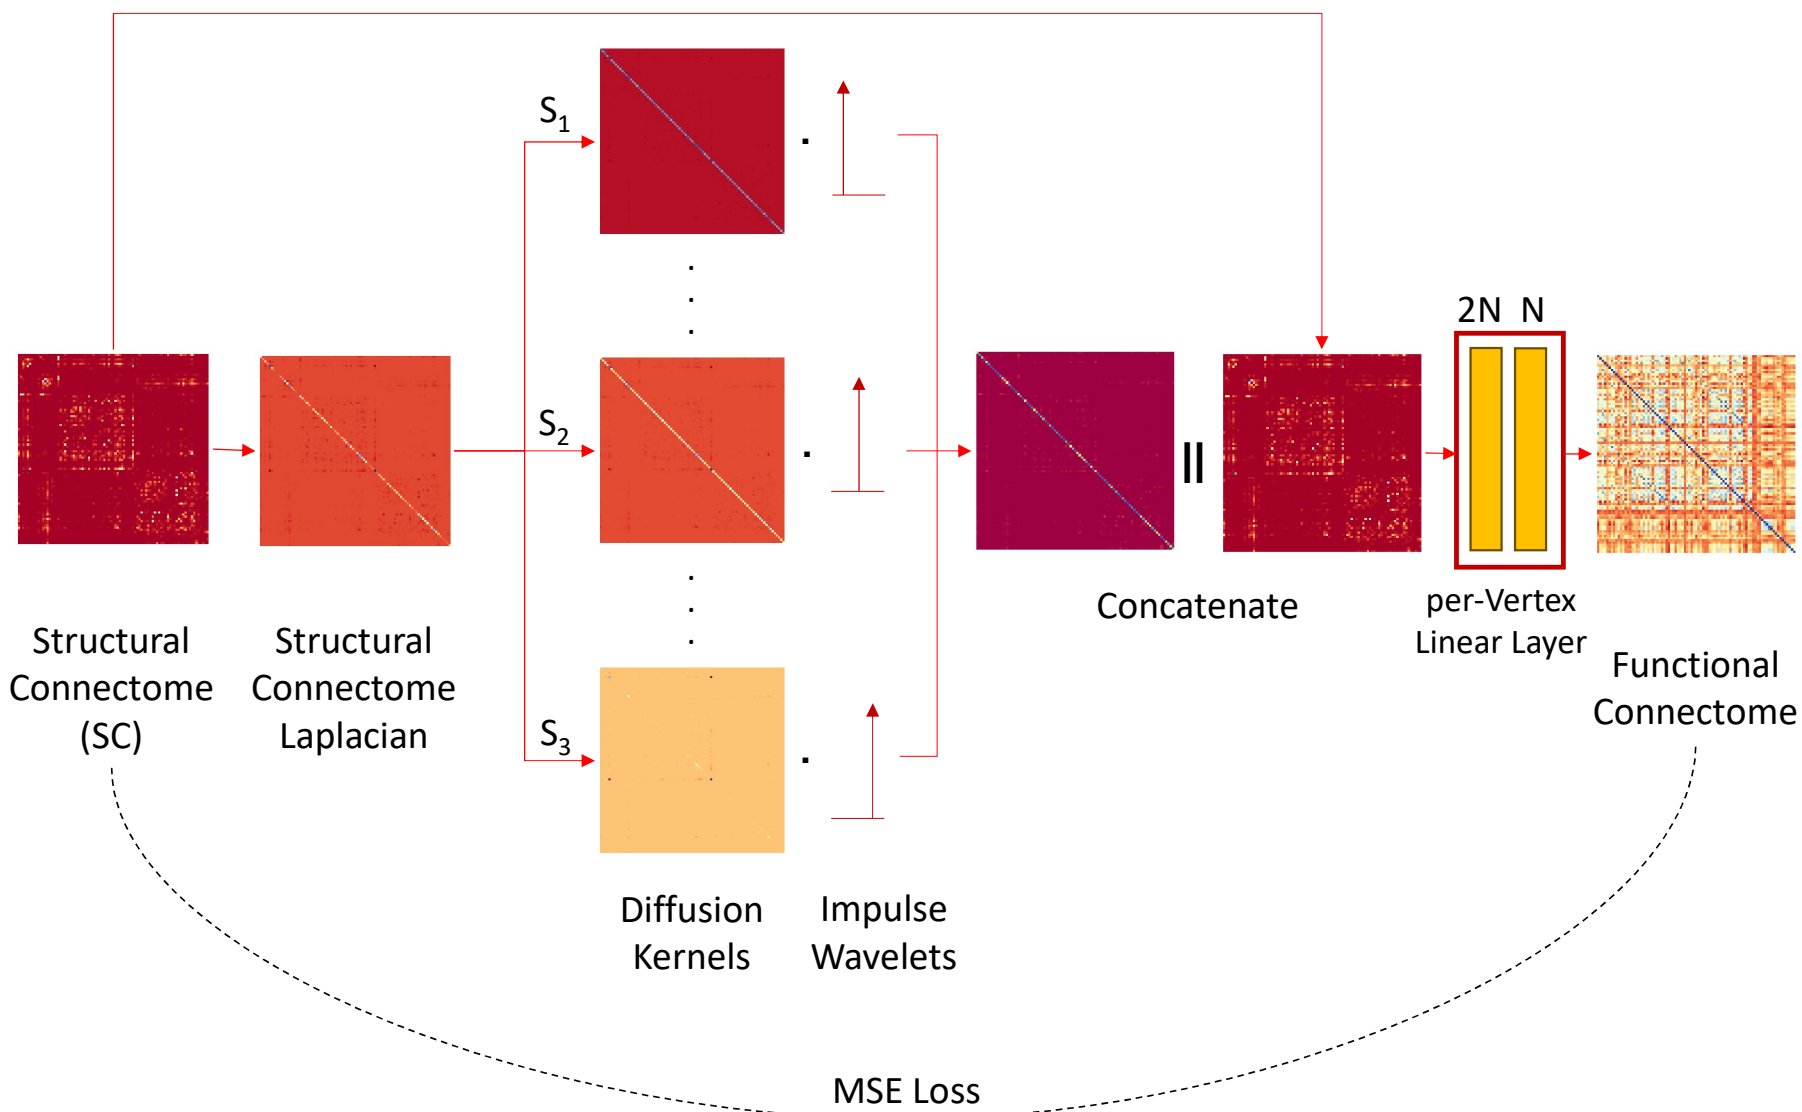 S1
2N N
S2
Concatenate
per-Vertex
Linear Layer
Structural
Connectome
(SC)
Structural
Connectome
Laplacian
S3
Functional
Connectome
Diffusion
Kernels
Impulse
Wavelets
MSE Loss